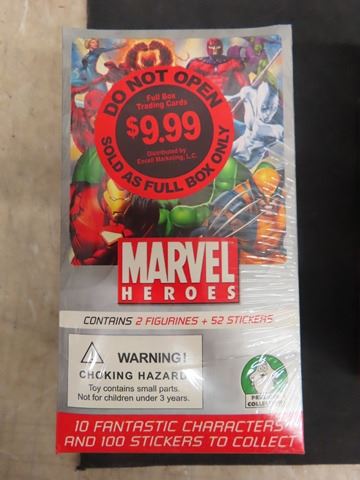 DO NOT OPEN
Full Box
Trading Cards
$9.99
Distributed by
Excell Marketing, L.C.
SOLD AS FULL BOX ONLY
MARVEL
HEROES
CONTAINS 2 FIGURINES + 52 STICKERS
WARNING!
CHOKING HAZARD
Toy contains small parts.
Not for children under 3 years.
10 FANTASTIC CHARACTERS
AND 100 STICKERS TO COLLECT